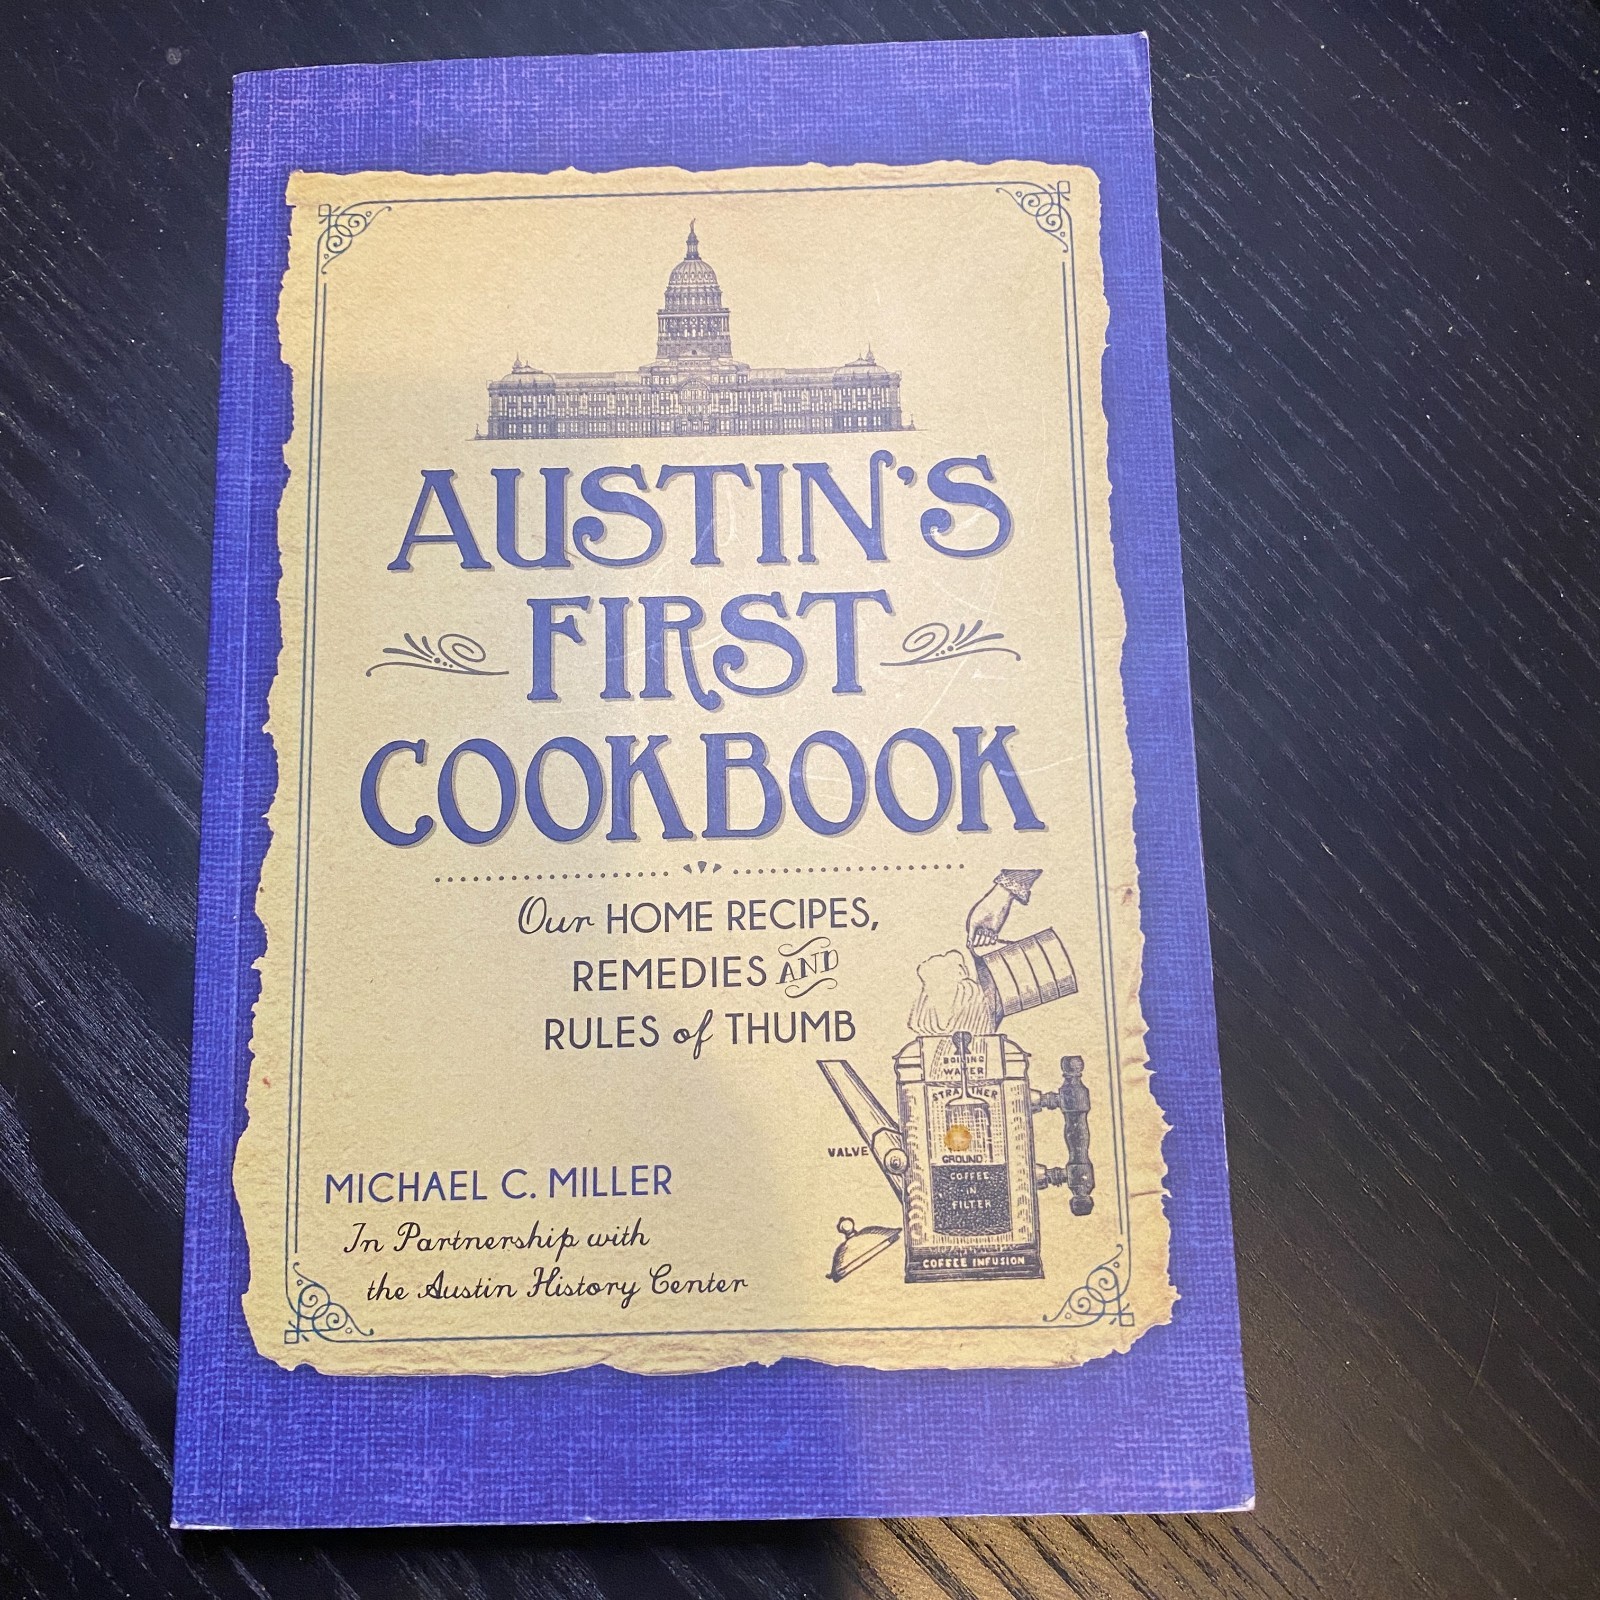 AUSTIN'S
FIRST
COOKBOOK
Our HOME RECIPES,
REMEDIES AND
RULES of THUMB
BOILING
WATER
STRATHER
VALVE
GROUND
COFFEE
IN
FILTER
COFFEE INFUSION
MICHAEL C. MILLER
In Partnership with
the Austin History Center